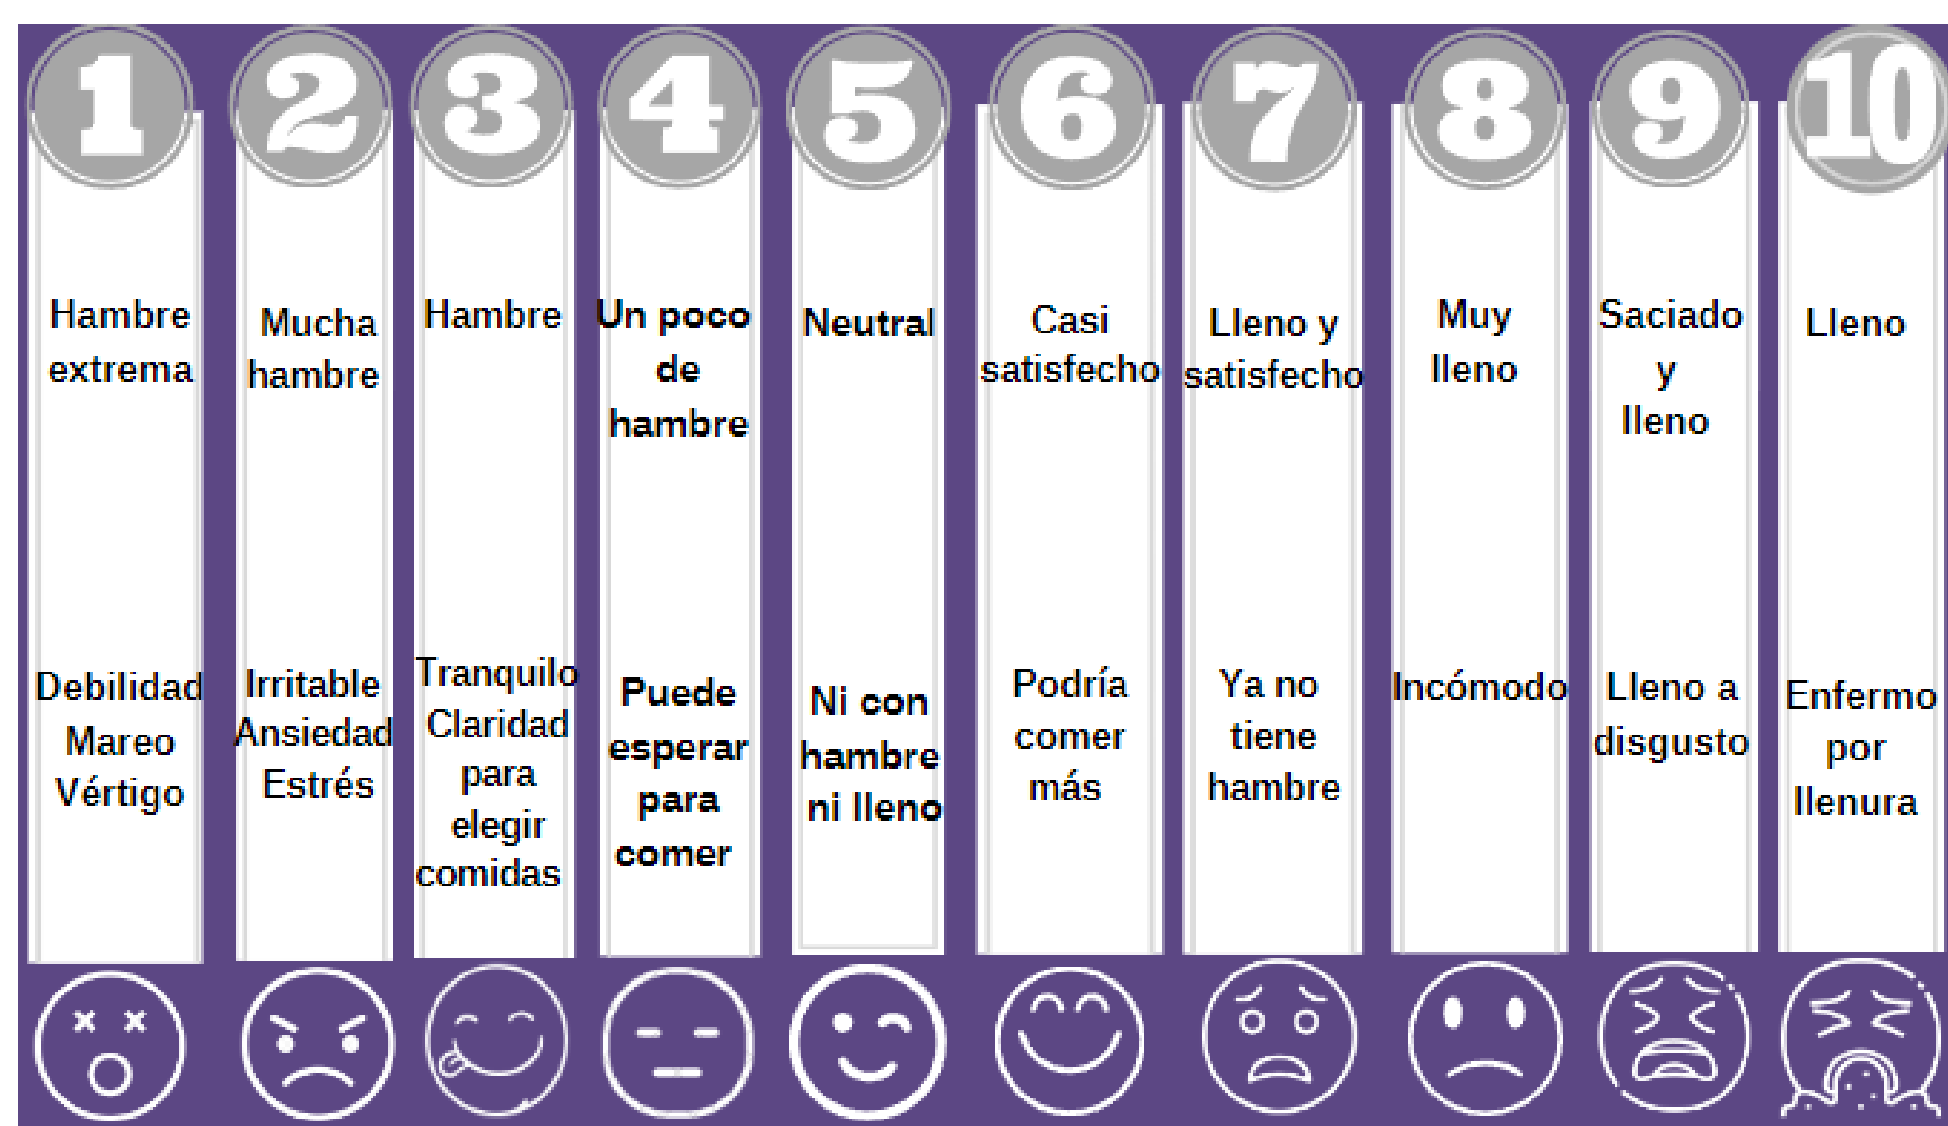 1
Hambre
extrema
Debilidad
Mareo
Vértigo
2
Mucha
hambre
Irritable
Ansiedad
Estrés
3
Hambre
Tranquilo
Claridad
para
elegir
comidas
4
Un poco
de
hambre
Puede
esperar
para
comer
5
Neutral
Ni con
hambre
ni lleno
6
Casi
satisfecho
Podría
comer
más
7
Lleno y
satisfecho
Ya no
tiene
hambre
8
Muy
lleno
Incómodo
9
Saciado
y
lleno
Lleno a
disgusto
10
Lleno
Enfermo
por
llenura